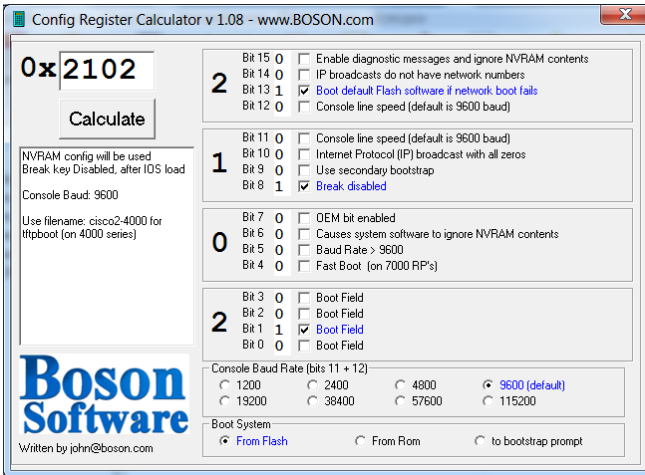 Config Register Calculator v 1.08 - www.BOSON.com
0x 2102
Calculate
NVRAM config will be used
Break key Disabled, after IOS load
Console Baud: 9600
Use filename: cisco2-4000 for
tftpboot (on 4000 series)
Boson
Software
Written by john@boson.com
2
Bit 15 0 Enable diagnostic messages and ignore NVRAM contents
Bit 14 0 IP broadcasts do not have network numbers
Bit 13 1 Boot default Flash software if network boot fails
Bit 12 0 Console line speed (default is 9600 baud)
1
Bit 11 0 Console line speed (default is 9600 baud)
Bit 10 0 Internet Protocol (IP) broadcast with all zeros
Bit 9 0 Use secondary bootstrap
Bit 8 1 Break disabled
0
Bit 7 0 OEM bit enabled
Bit 6 0 Causes system software to ignore NVRAM contents
Bit 5 0 Baud Rate > 9600
Bit 4 0 Fast Boot (on 7000 RP's)
2
Bit 3 0 Boot Field
Bit 2 0 Boot Field
Bit 1 1 Boot Field
Bit 0 0 Boot Field
Console Baud Rate (bits 11 + 12)
1200 2400 4800 9600 (default)
19200 38400 57600 115200
Boot System
From Flash From Rom to bootstrap prompt